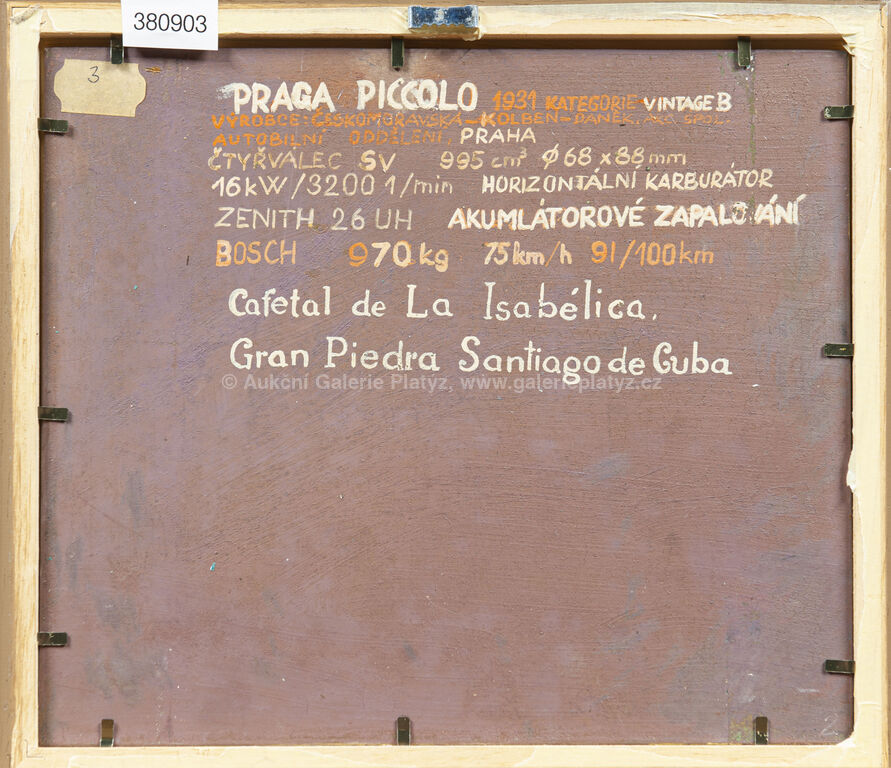 380903
3
PRAGA PICCOLO 1931 KATEGORIE VINTAGE B
VÝROBCE: ČESKOMORAVSKÁ-KOLBEN-DANĚK, AKC. SPOL.
AUTOBILNÍ ODDĚLENÍ, PRAHA
ČTYŘVALEC SV 995 cm³ Ø 68 x 88 mm
16 kW/3200 1/min HORIZONTÁLNÍ KARBURÁTOR
ZENITH 26 UH AKUMLÁTOROVÉ ZAPALOVÁNÍ
BOSCH 970 kg 75 km/h 9l/100 km
Cafetal de La Isabélica.
Gran Piedra Santiago de Cuba
© Aukční Galerie Platýz, www.galerieplatyz.cz
2